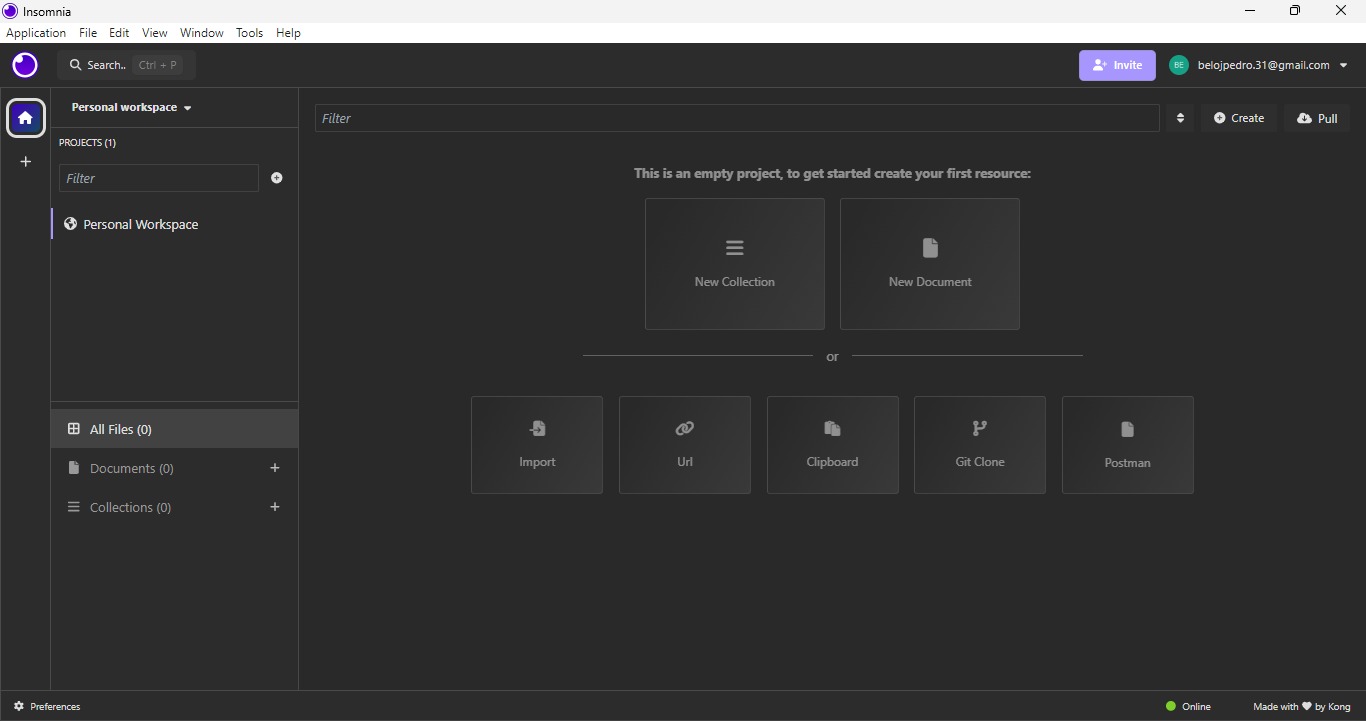 Insomnia
Application File Edit View Window Tools Help
Search.. Ctrl + P
Invite
BE belojpedro.31@gmail.com
Personal workspace
PROJECTS (1)
Filter
Personal Workspace
All Files (0)
Documents (0)
Collections (0)
Filter
Create
Pull
This is an empty project, to get started create your first resource:
New Collection
New Document
or
Import
Url
Clipboard
Git Clone
Postman
Preferences
Online
Made with ♥ by Kong